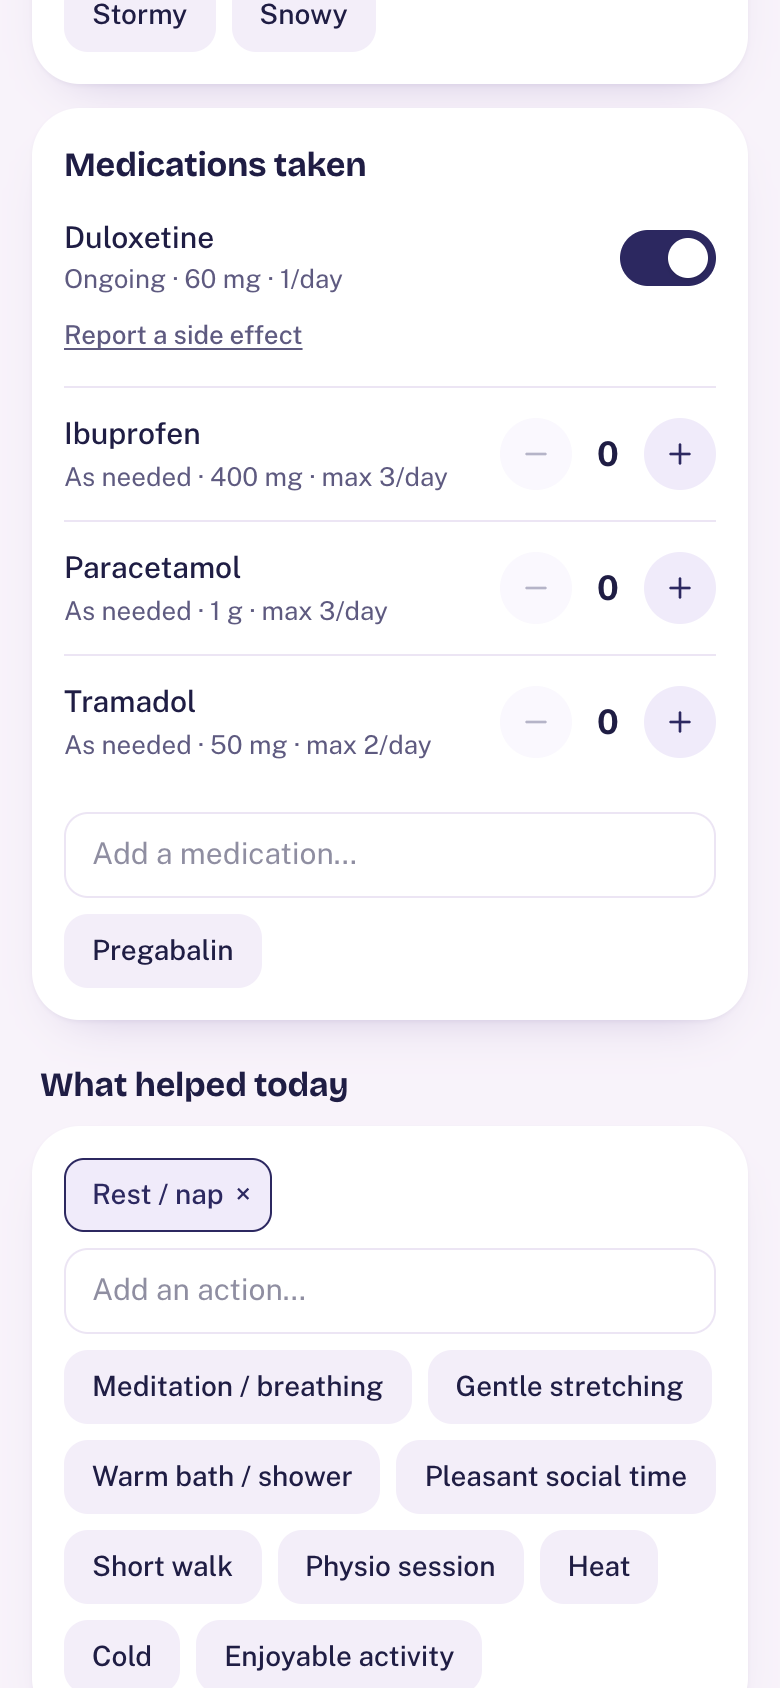 Stormy Snowy
Medications taken
Duloxetine
Ongoing · 60 mg · 1/day
Report a side effect
Ibuprofen
As needed · 400 mg · max 3/day
− 0 +
Paracetamol
As needed · 1 g · max 3/day
− 0 +
Tramadol
As needed · 50 mg · max 2/day
− 0 +
Add a medication...
Pregabalin
What helped today
Rest / nap ×
Add an action...
Meditation / breathing Gentle stretching
Warm bath / shower Pleasant social time
Short walk Physio session Heat
Cold Enjoyable activity